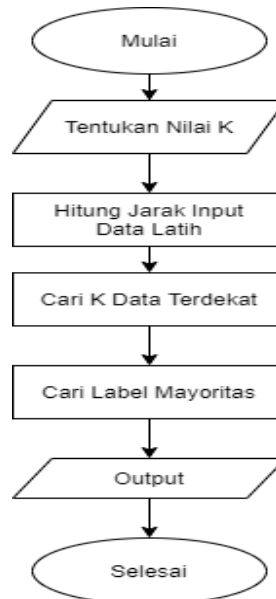 Mulai
Tentukan Nilai K
Hitung Jarak Input
Data Latih
Cari K Data Terdekat
Cari Label Mayoritas
Output
Selesai